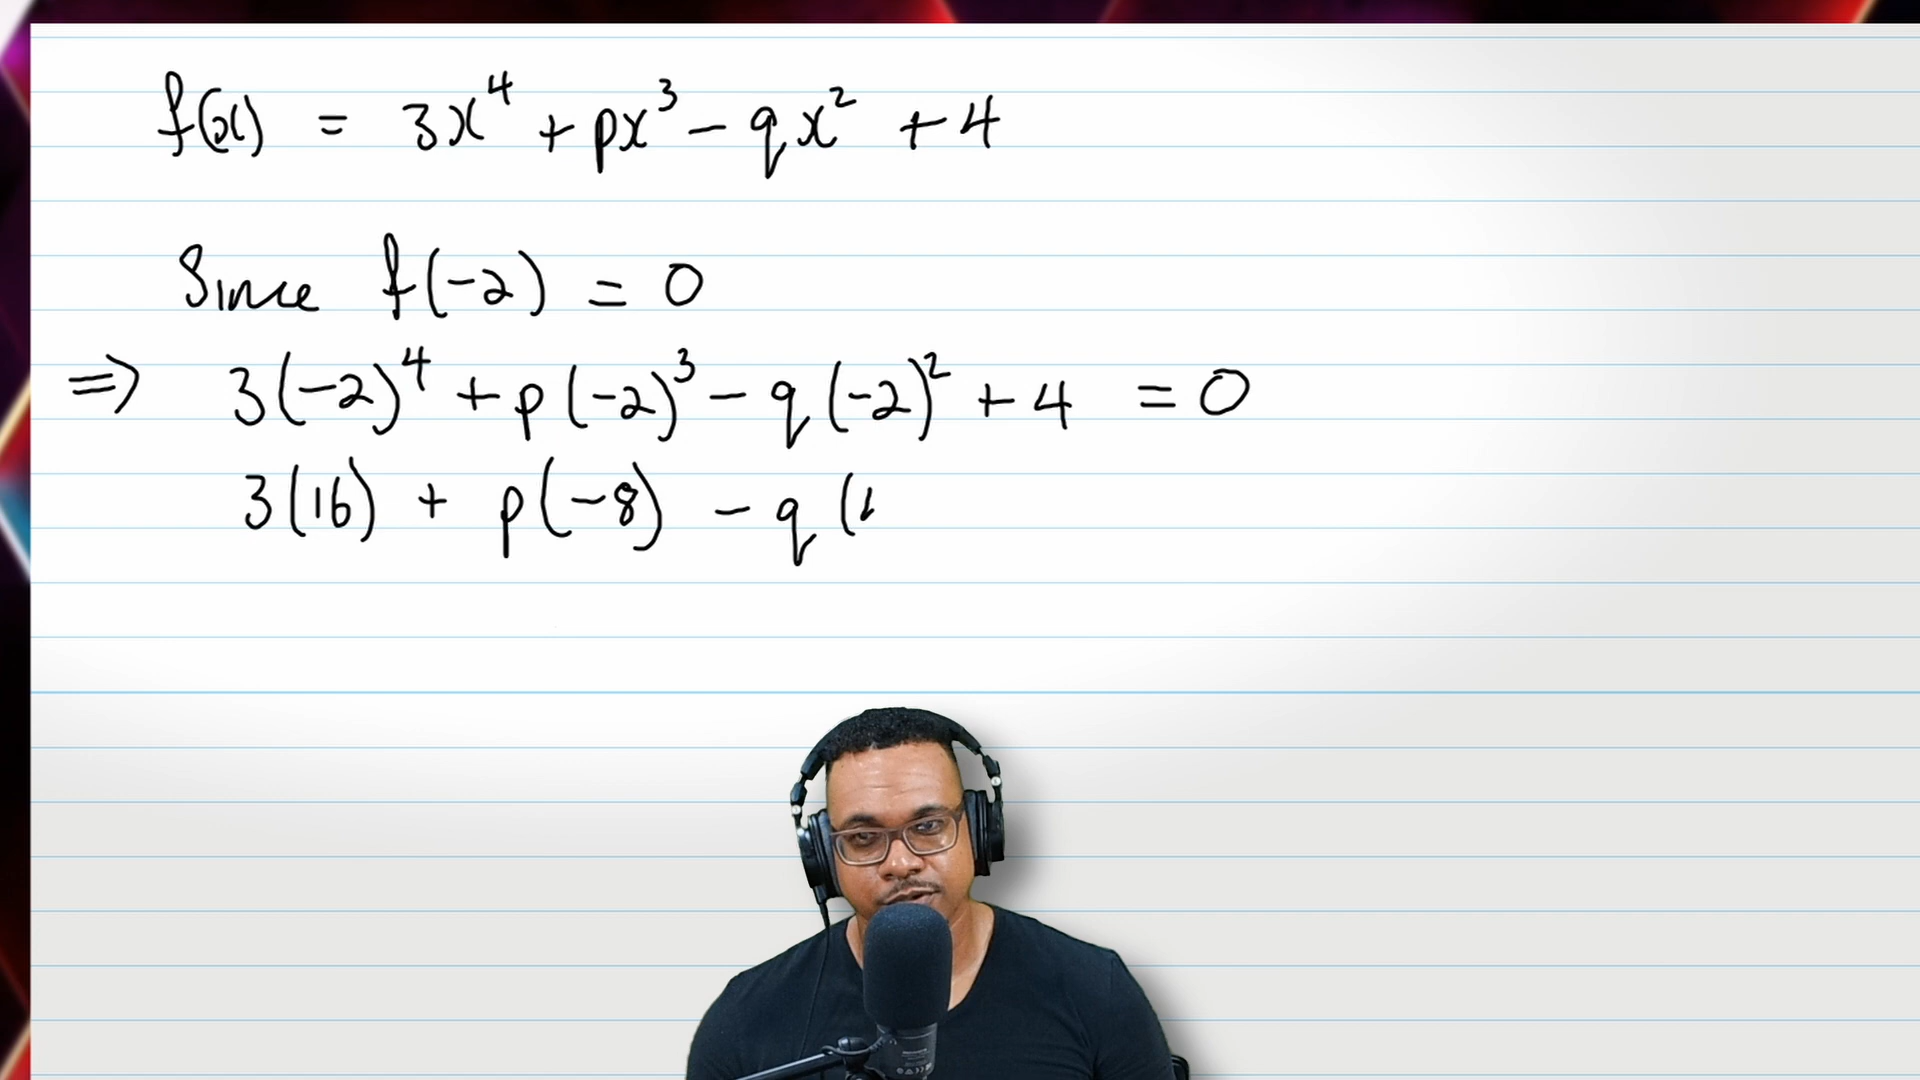 f(x) = 3x⁴ + px³ - qx² + 4
Since f(-2) = 0
⇒ 3(-2)⁴ + p(-2)³ - q(-2)² + 4 = 0
3(16) + p(-8) - q(